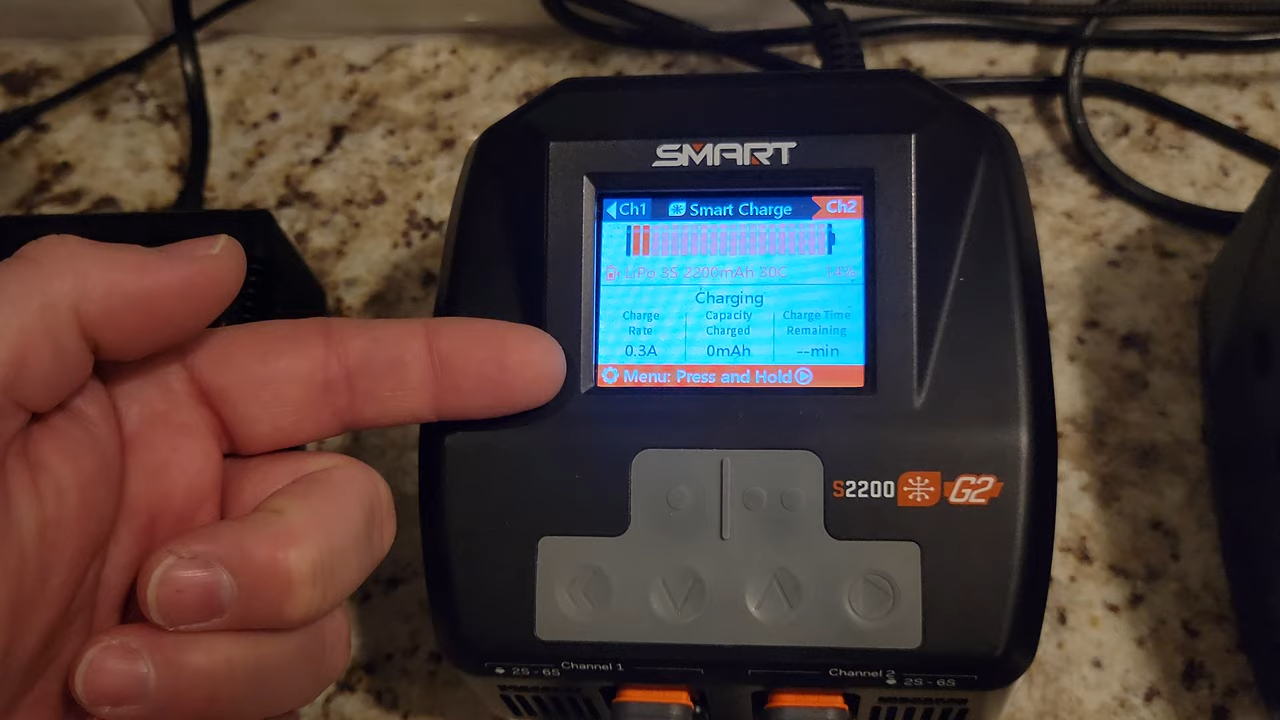 SMART
Ch1 Smart Charge Ch2
LiPo 3S 2200mAh 30C 14%
Charging
Charge Rate
0.3A
Capacity Charged
0mAh
Charge Time Remaining
--min
Menu: Press and Hold
S2200 G2
Channel 1
2S - 6S
Channel 2
2S - 6S